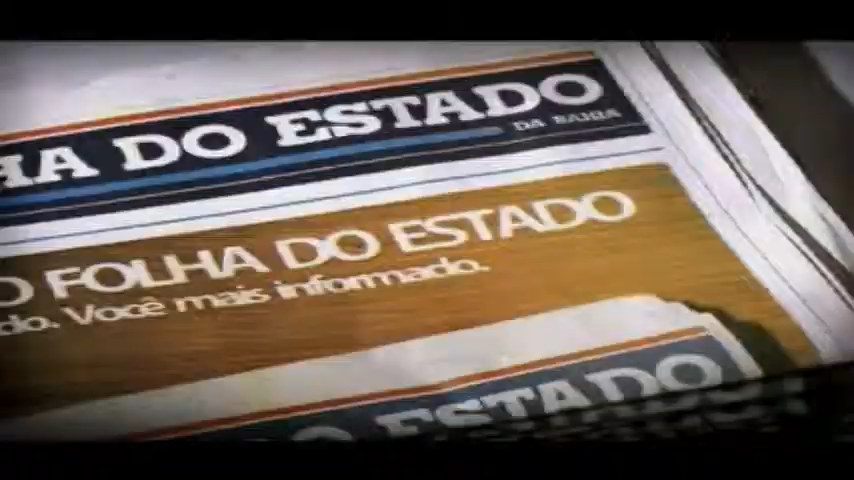 HA DO ESTADO
DA BAHIA
O FOLHA DO ESTADO
do. Você mais informado.
ESTADO